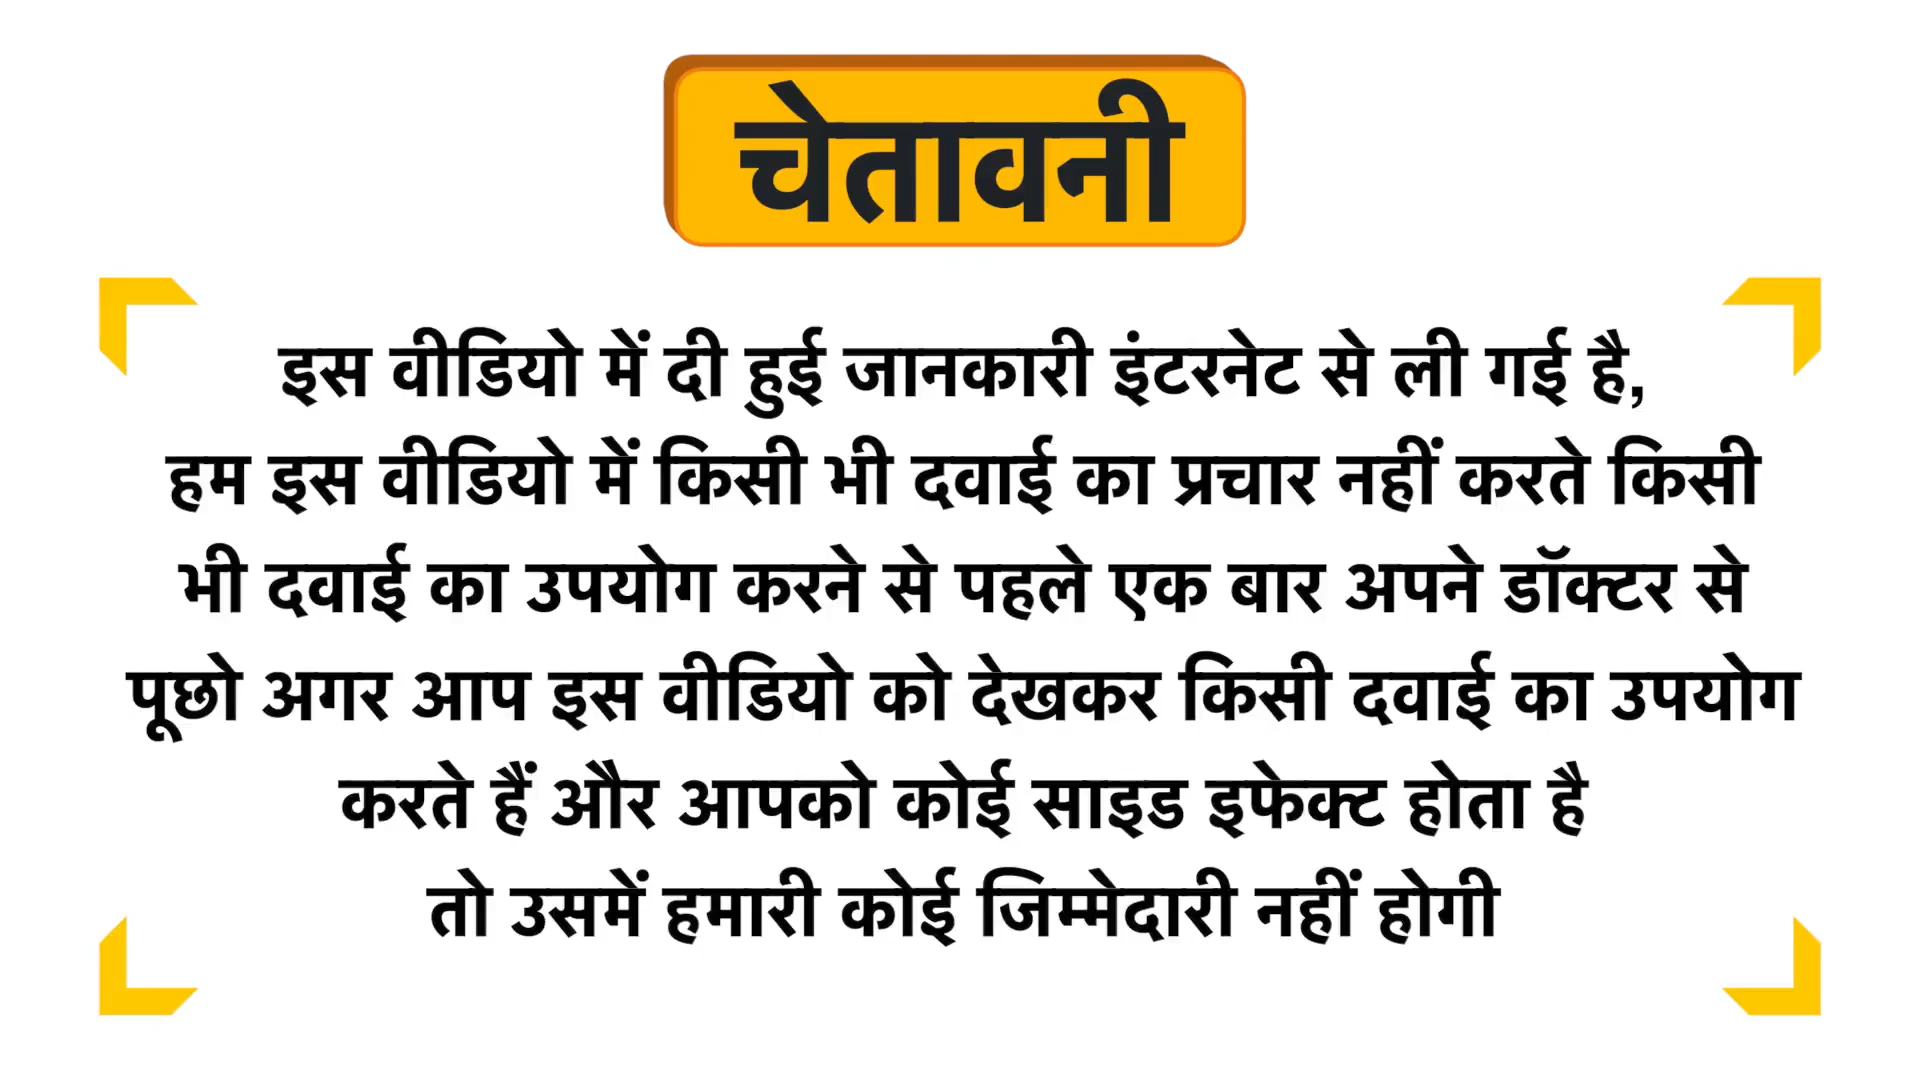 चेतावनी
इस वीडियो में दी हुई जानकारी इंटरनेट से ली गई है,
हम इस वीडियो में किसी भी दवाई का प्रचार नहीं करते किसी
भी दवाई का उपयोग करने से पहले एक बार अपने डॉक्टर से
पूछो अगर आप इस वीडियो को देखकर किसी दवाई का उपयोग
करते हैं और आपको कोई साइड इफेक्ट होता है
तो उसमें हमारी कोई जिम्मेदारी नहीं होगी